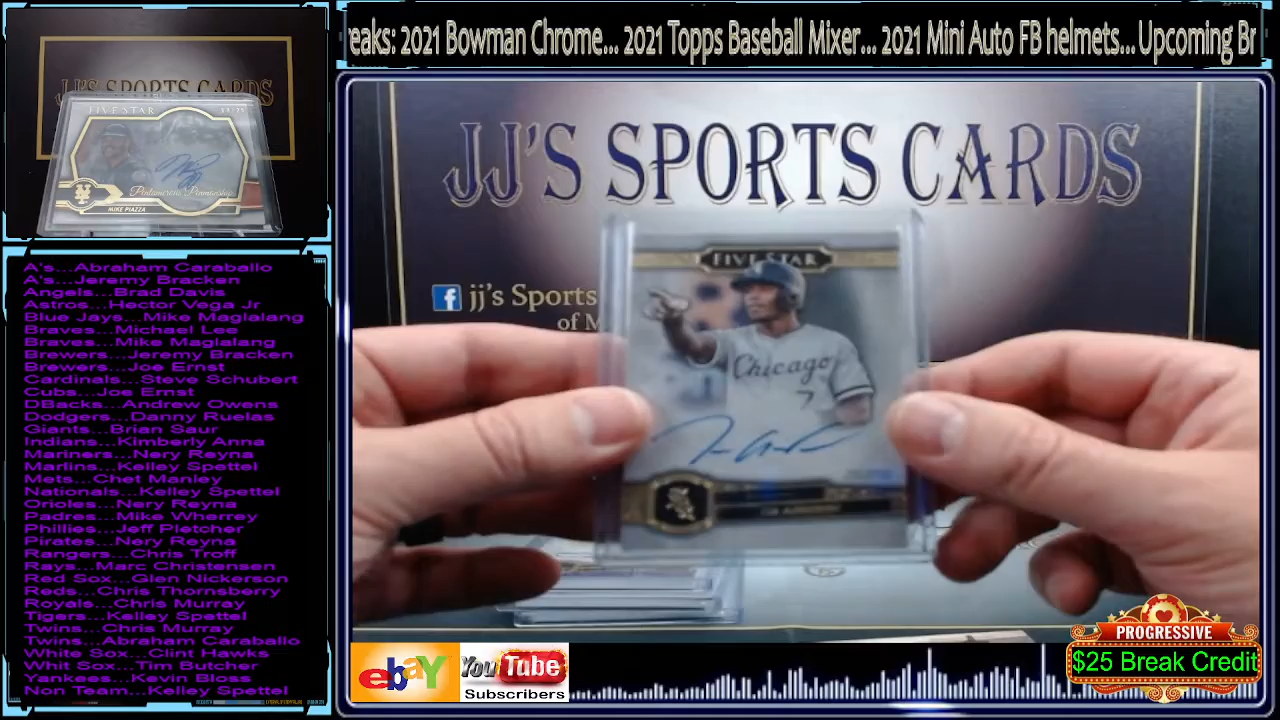 reaks: 2021 Bowman Chrome... 2021 Topps Baseball Mixer... 2021 Mini Auto FB helmets... Upcoming Br
JJ'S SPORTS CARDS
FIVE STAR
MIKE PIAZZA
A's...Abraham Caraballo
A's...Jeremy Bracken
Angels...Brad Davis
Astros...Hector Vega Jr
Blue Jays...Mike Maglalang
Braves...Michael Lee
Braves...Mike Maglalang
Brewers...Jeremy Bracken
Brewers...Joe Ernst
Cardinals...Steve Schubert
Cubs...Joe Ernst
DBacks...Andrew Owens
Dodgers...Danny Ruelas
Giants...Brian Saur
Indians...Kimberly Anna
Mariners...Nery Reyna
Marlins...Kelley Spettel
Mets...Chet Manley
Nationals...Kelley Spettel
Orioles...Nery Reyna
Padres...Mike Wherrey
Phillies...Jeff Pletcher
Pirates...Nery Reyna
Rangers...Chris Troff
Rays...Marc Christensen
Red Sox...Glen Nickerson
Reds...Chris Thornsberry
Royals...Chris Murray
Tigers...Kelley Spettel
Twins...Chris Murray
Twins...Abraham Caraballo
White Sox...Clint Hawks
Whit Sox...Tim Butcher
Yankees...Kevin Bloss
Non Team...Kelley Spettel
JJ'S SPORTS CARDS
jj's Sports
of M
FIVE STAR
Chicago
7
ebay
YouTube
Subscribers
PROGRESSIVE
$25 Break Credit